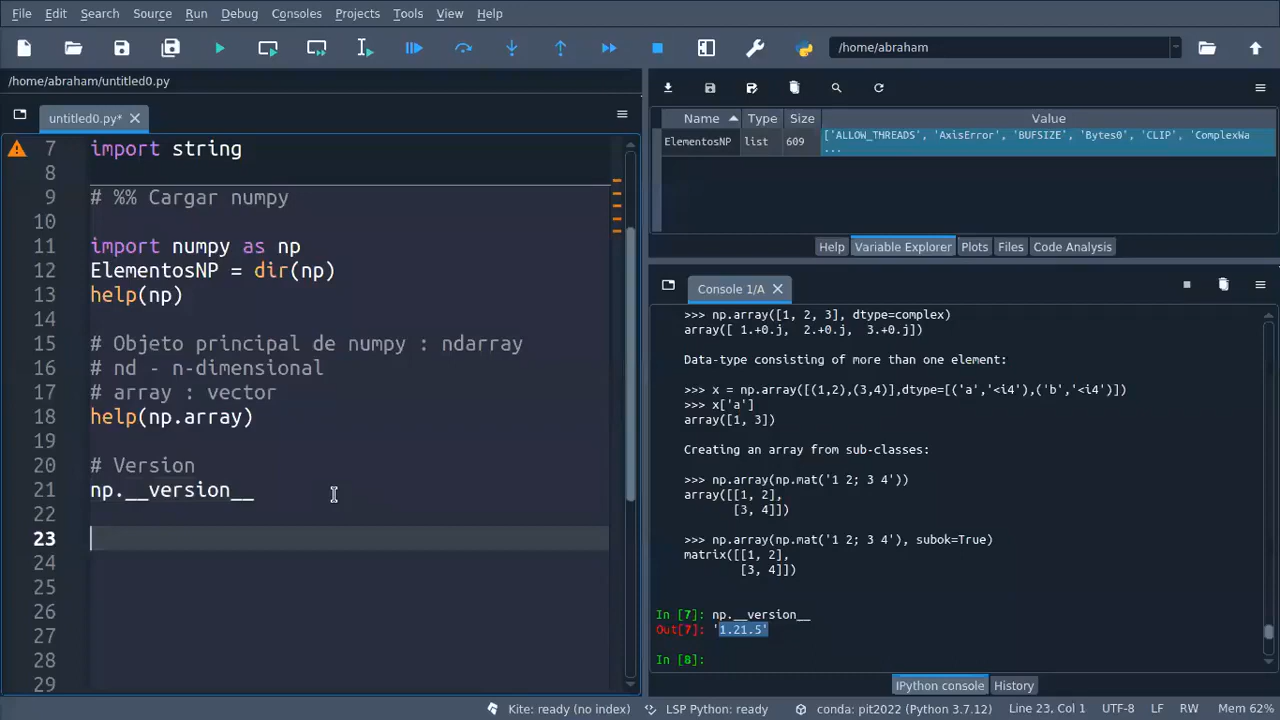 File Edit Search Source Run Debug Consoles Projects Tools View Help
/home/abraham
/home/abraham/untitled0.py
untitled0.py*
7 import string
8
9 # %% Cargar numpy
10
11 import numpy as np
12 ElementosNP = dir(np)
13 help(np)
14
15 # Objeto principal de numpy : ndarray
16 # nd - n-dimensional
17 # array : vector
18 help(np.array)
19
20 # Version
21 np.__version__
22
23
24
25
26
27
28
29
Name Type Size Value
ElementosNP list 609 ['ALLOW_THREADS', 'AxisError', 'BUFSIZE', 'Bytes0', 'CLIP', 'ComplexWa
...
Help Variable Explorer Plots Files Code Analysis
Console 1/A
>>> np.array([1, 2, 3], dtype=complex)
array([ 1.+0.j,  2.+0.j,  3.+0.j])
Data-type consisting of more than one element:
>>> x = np.array([(1,2),(3,4)],dtype=[('a','<i4'),('b','<i4')])
>>> x['a']
array([1, 3])
Creating an array from sub-classes:
>>> np.array(np.mat('1 2; 3 4'))
array([[1, 2],
[3, 4]])
>>> np.array(np.mat('1 2; 3 4'), subok=True)
matrix([[1, 2],
[3, 4]])
In [7]: np.__version__
Out[7]: '1.21.5'
In [8]:
IPython console History
Kite: ready (no index) LSP Python: ready conda: pit2022 (Python 3.7.12) Line 23, Col 1 UTF-8 LF RW Mem 62%